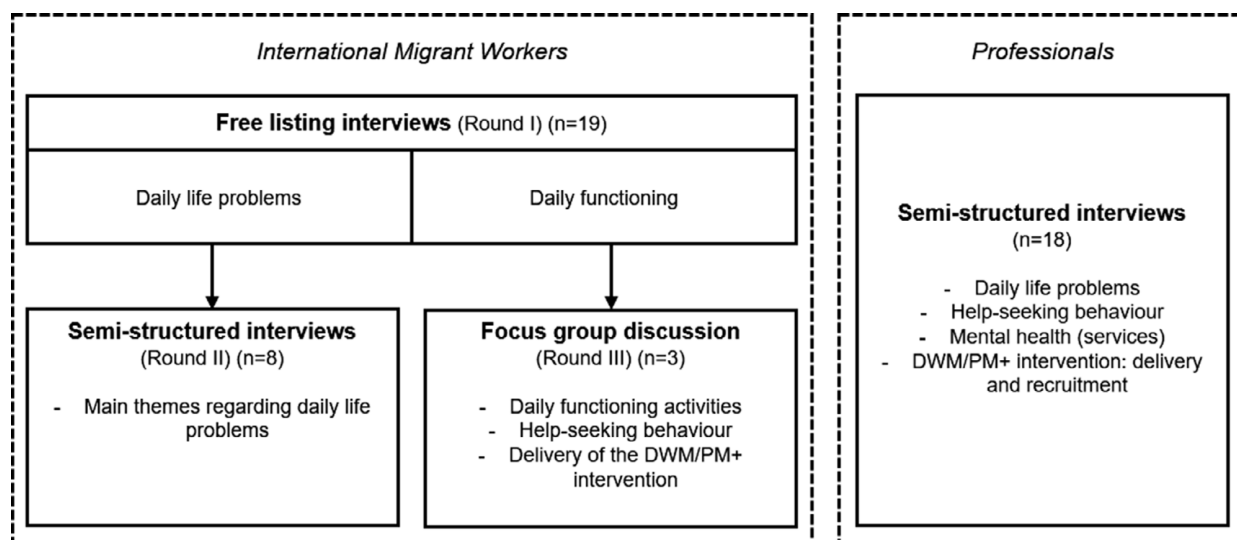 International Migrant Workers
Free listing interviews (Round I) (n=19)
Daily life problems
Daily functioning
Semi-structured interviews
(Round II) (n=8)
- Main themes regarding daily life
problems
Focus group discussion
(Round III) (n=3)
- Daily functioning activities
- Help-seeking behaviour
- Delivery of the DWM/PM+
intervention
Professionals
Semi-structured interviews
(n=18)
- Daily life problems
- Help-seeking behaviour
- Mental health (services)
- DWM/PM+ intervention: delivery
and recruitment